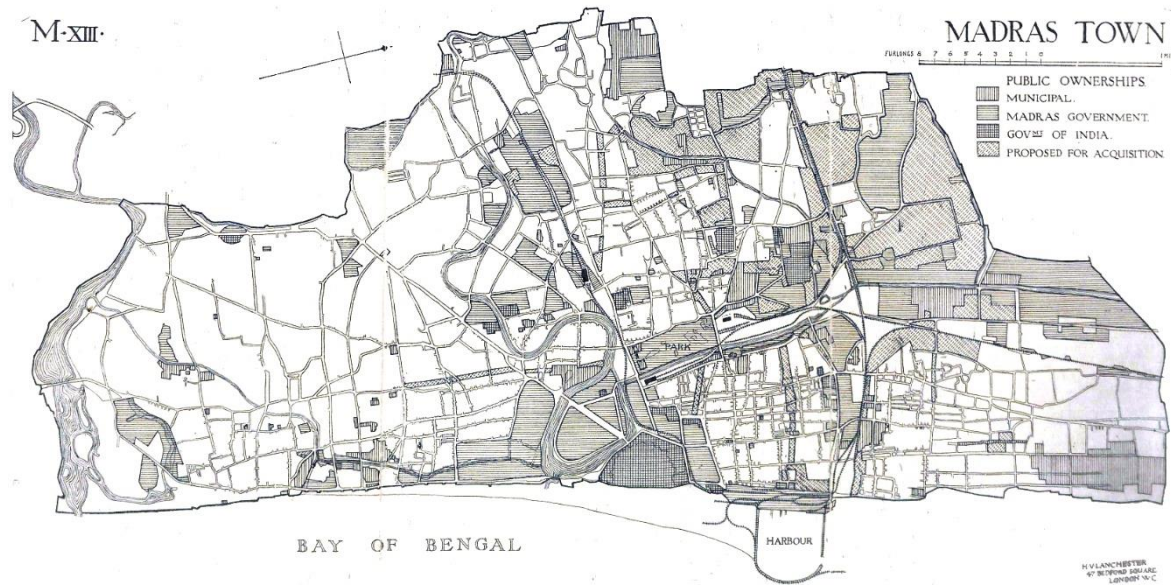 M·XIII·
MADRAS TOWN
FURLONGS 8 7 6 5 4 3 2 1 0
PUBLIC OWNERSHIPS
MUNICIPAL.
MADRAS GOVERNMENT.
GOVMT OF INDIA.
PROPOSED FOR ACQUISITION
PARK
HARBOUR
BAY OF BENGAL
H V LANCHESTER
47 BEDFORD SQUARE
LONDON W C